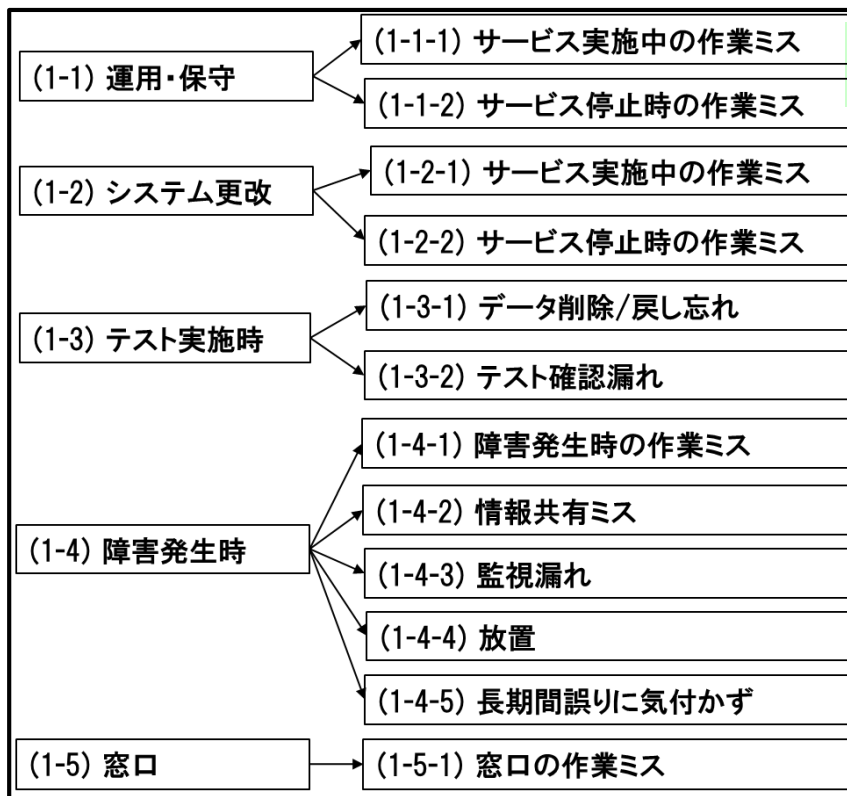 (1-1) 運用・保守
(1-1-1) サービス実施中の作業ミス
(1-1-2) サービス停止時の作業ミス
(1-2) システム更改
(1-2-1) サービス実施中の作業ミス
(1-2-2) サービス停止時の作業ミス
(1-3) テスト実施時
(1-3-1) データ削除/戻し忘れ
(1-3-2) テスト確認漏れ
(1-4) 障害発生時
(1-4-1) 障害発生時の作業ミス
(1-4-2) 情報共有ミス
(1-4-3) 監視漏れ
(1-4-4) 放置
(1-4-5) 長期間誤りに気付かず
(1-5) 窓口
(1-5-1) 窓口の作業ミス